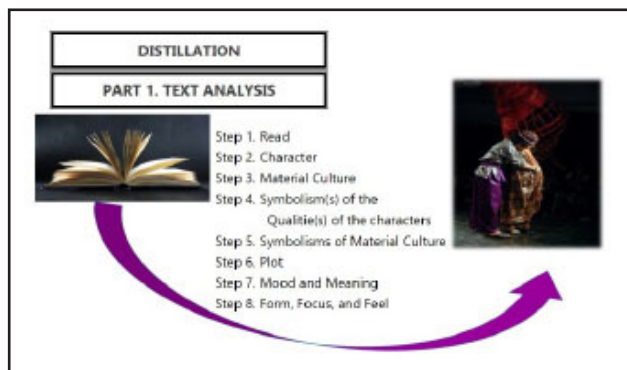 DISTILLATION
PART 1. TEXT ANALYSIS
Step 1. Read
Step 2. Character
Step 3. Material Culture
Step 4. Symbolism(s) of the
Qualitie(s) of the characters
Step 5. Symbolisms of Material Culture
Step 6. Plot
Step 7. Mood and Meaning
Step 8. Form, Focus, and Feel